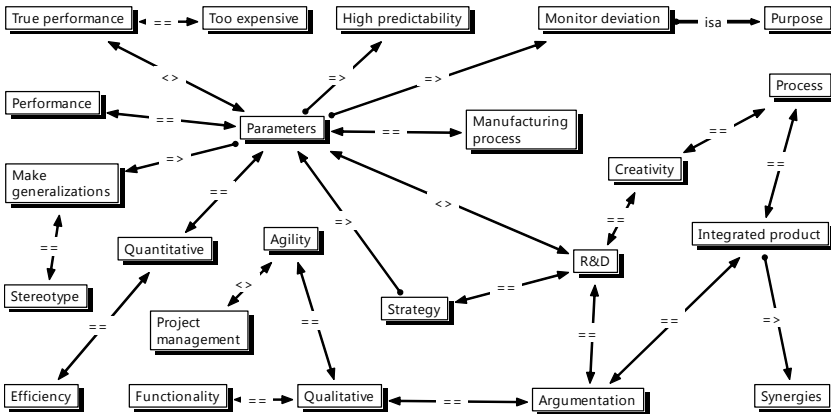 True performance
==
Too expensive
High predictability
Monitor deviation
isa
Purpose
<>
=>
=>
Process
Performance
==
Parameters
==
Manufacturing
process
==
Make
generalizations
=>
==
Creativity
==
==
Quantitative
Agility
<>
=>
==
R&D
Integrated product
Stereotype
<>
==
Strategy
==
Project
management
==
==
==
=>
Efficiency
Functionality
==
Qualitative
==
Argumentation
Synergies